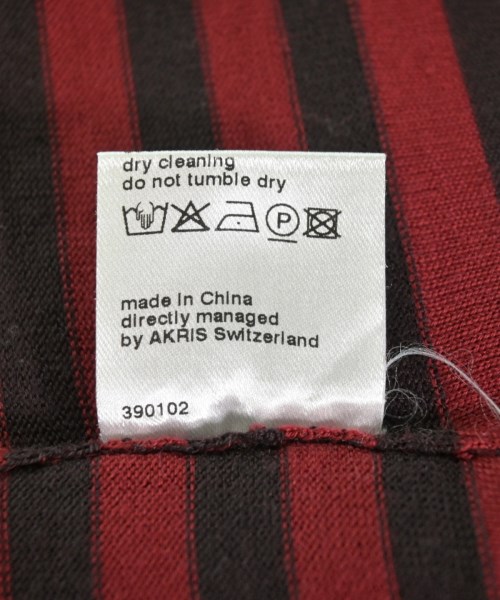 dry cleaning
do not tumble dry
P
made in China
directly managed
by AKRIS Switzerland
390102